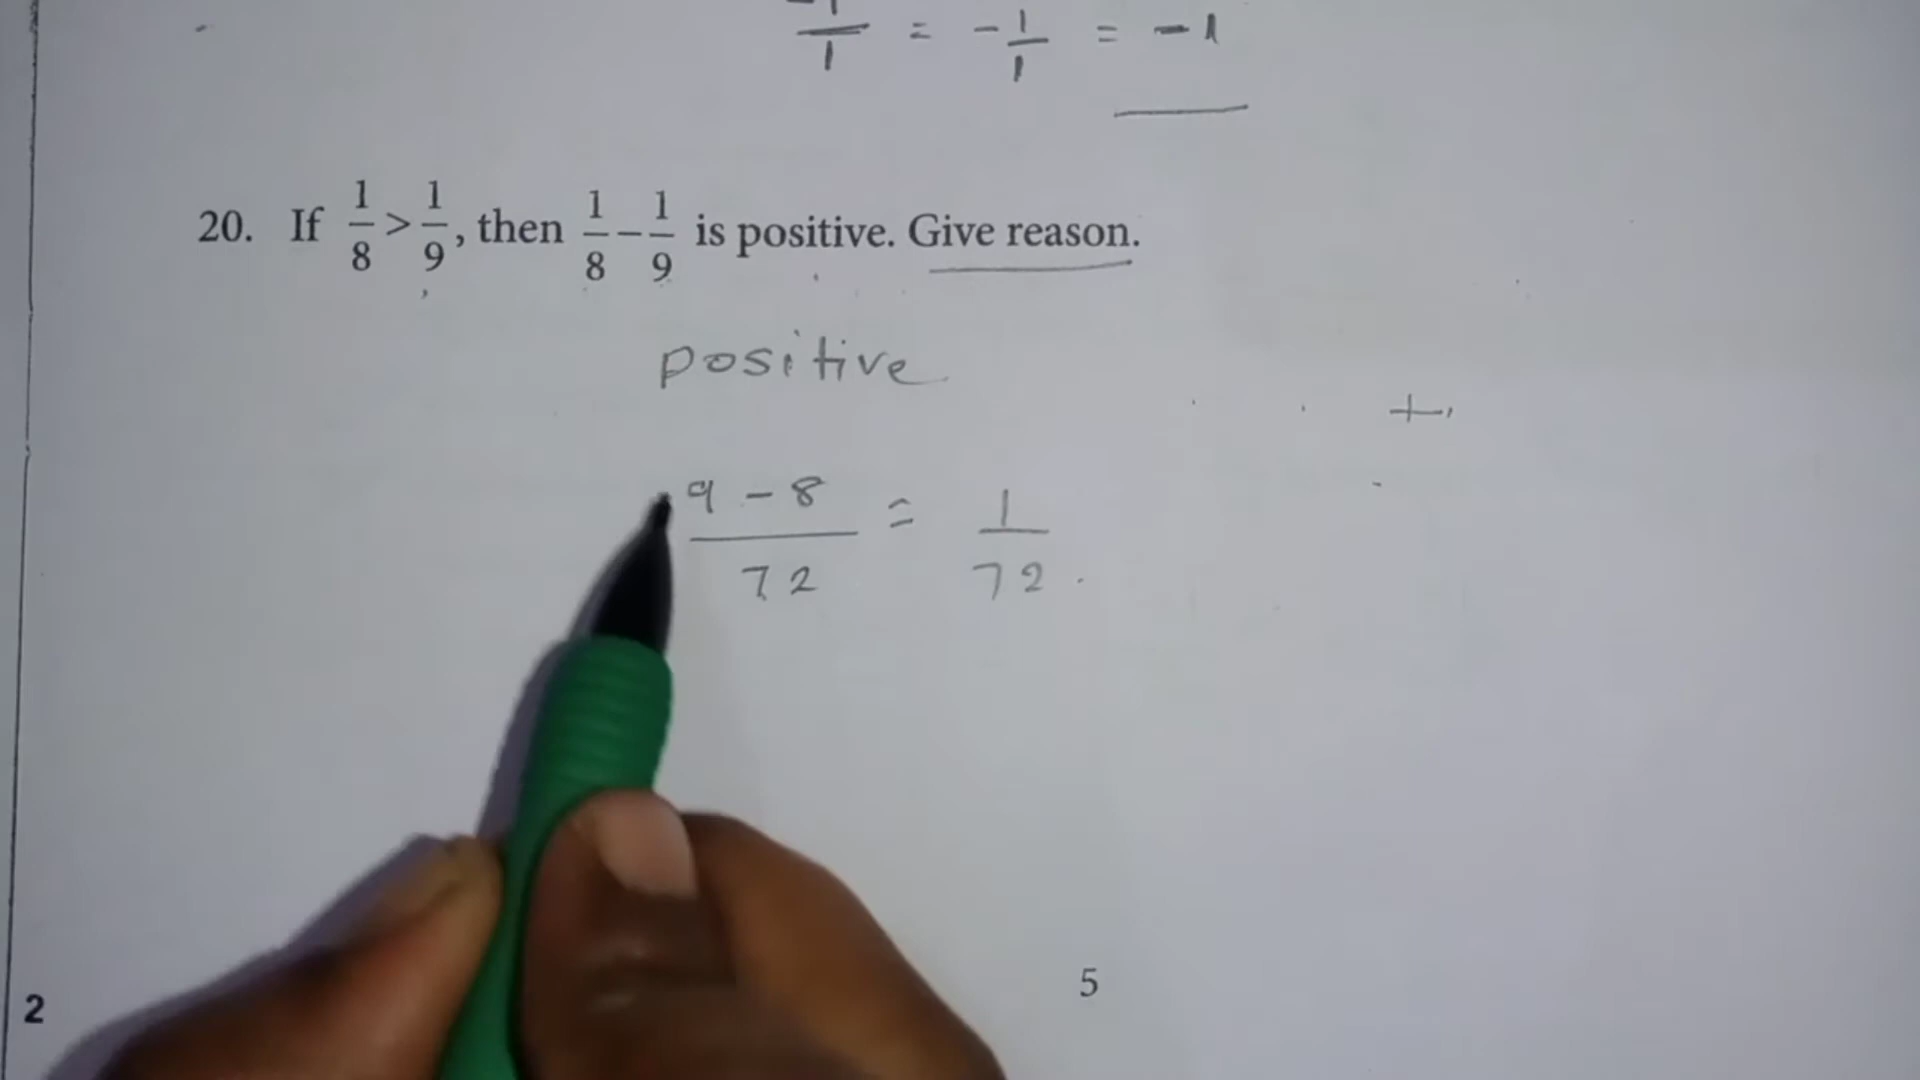 -1/1 = -1/1 = -1
20. If 1/8 > 1/9, then 1/8 - 1/9 is positive. Give reason.
positive
+
9 - 8/72 = 1/72.
5
2